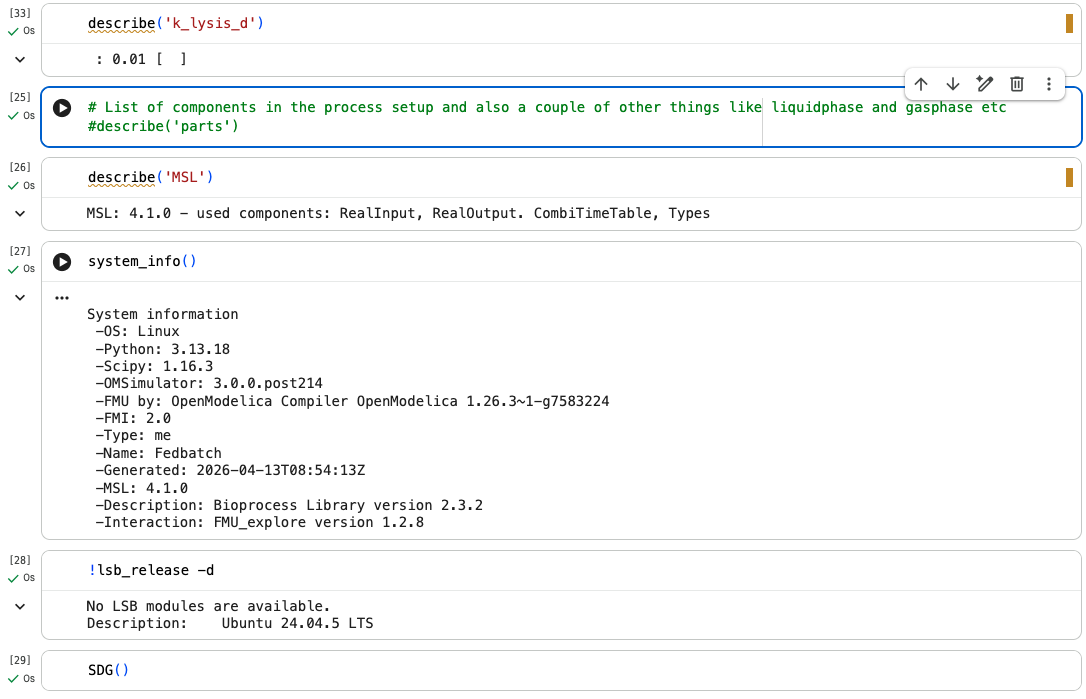 [33]
describe('k_lysis_d')
0s
: 0.01 [  ]
[25]
# List of components in the process setup and also a couple of other things like liquidphase and gasphase etc
0s
#describe('parts')
[26]
describe('MSL')
0s
MSL: 4.1.0 – used components: RealInput, RealOutput. CombiTimeTable, Types
[27]
system_info()
0s
...
System information
–OS: Linux
–Python: 3.13.18
–Scipy: 1.16.3
–OMSimulator: 3.0.0.post214
–FMU by: OpenModelica Compiler OpenModelica 1.26.3~1-g7583224
–FMI: 2.0
–Type: me
–Name: Fedbatch
–Generated: 2026-04-13T08:54:13Z
–MSL: 4.1.0
–Description: Bioprocess Library version 2.3.2
–Interaction: FMU_explore version 1.2.8
[28]
!lsb_release –d
0s
No LSB modules are available.
Description:    Ubuntu 24.04.5 LTS
[29]
SDG()
0s